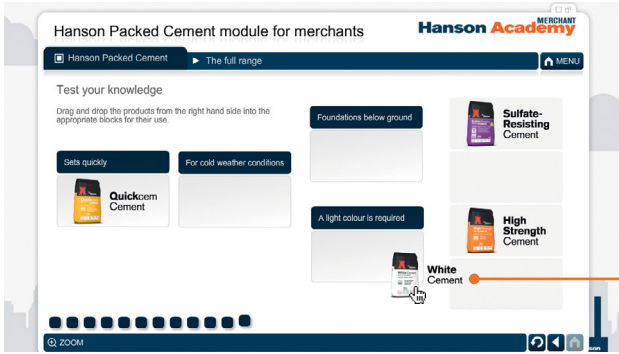 Hanson Packed Cement module for merchants
MERCHANT
Hanson Academy
Hanson Packed Cement
The full range
MENU
Test your knowledge
Drag and drop the products from the right hand side into the
appropriate blocks for their use.
Foundations below ground
Sulfate-
Resisting
Cement
Sets quickly
For cold weather conditions
Quickcem
Cement
A light colour is required
High
Strength
Cement
White
Cement
ZOOM